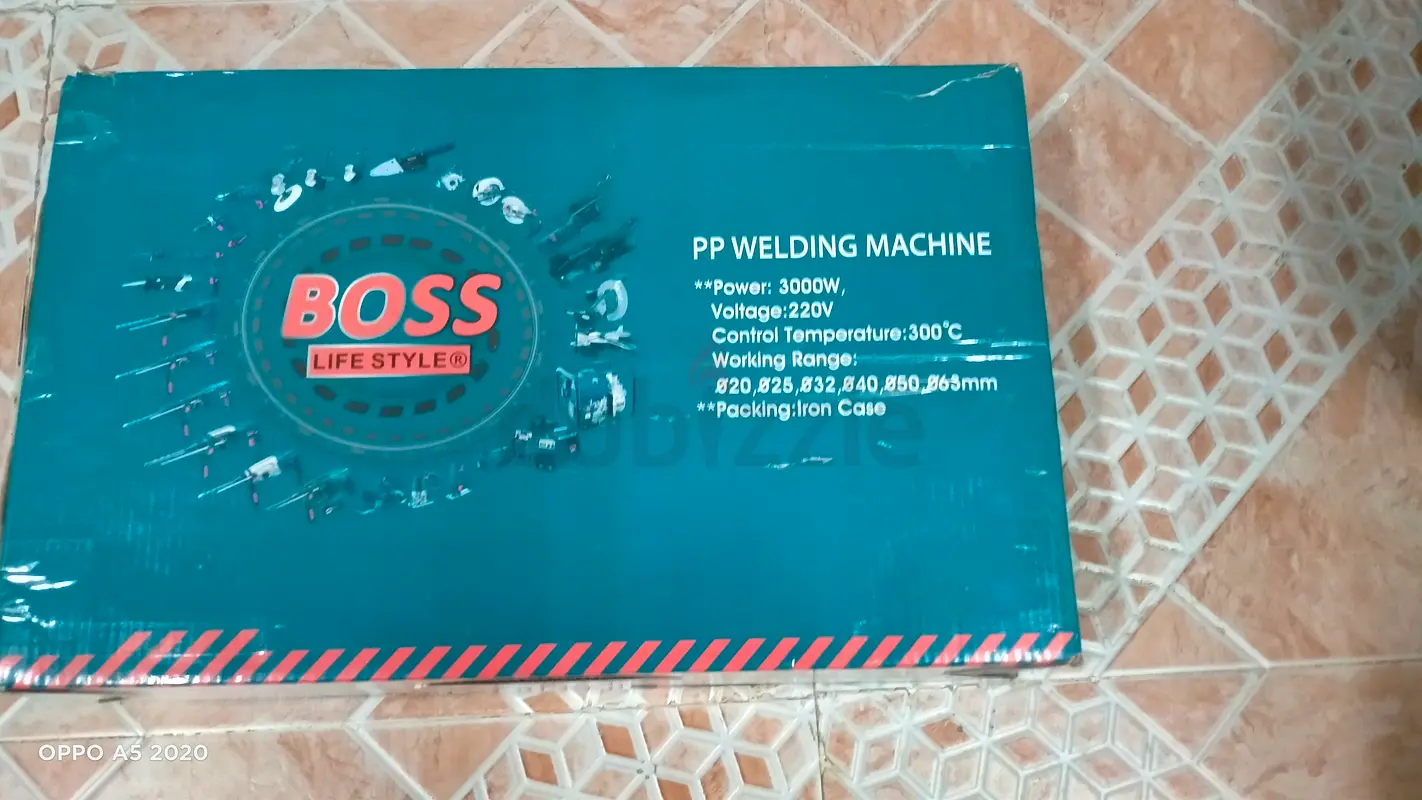 BOSS
LIFE STYLE®
PP WELDING MACHINE
**Power: 3000W,
Voltage:220V
Control Temperature:300°C
Working Range:
Ø20,Ø25,Ø32,Ø40,Ø50,Ø63mm
**Packing:Iron Case
dubizzle
OPPO A5 2020